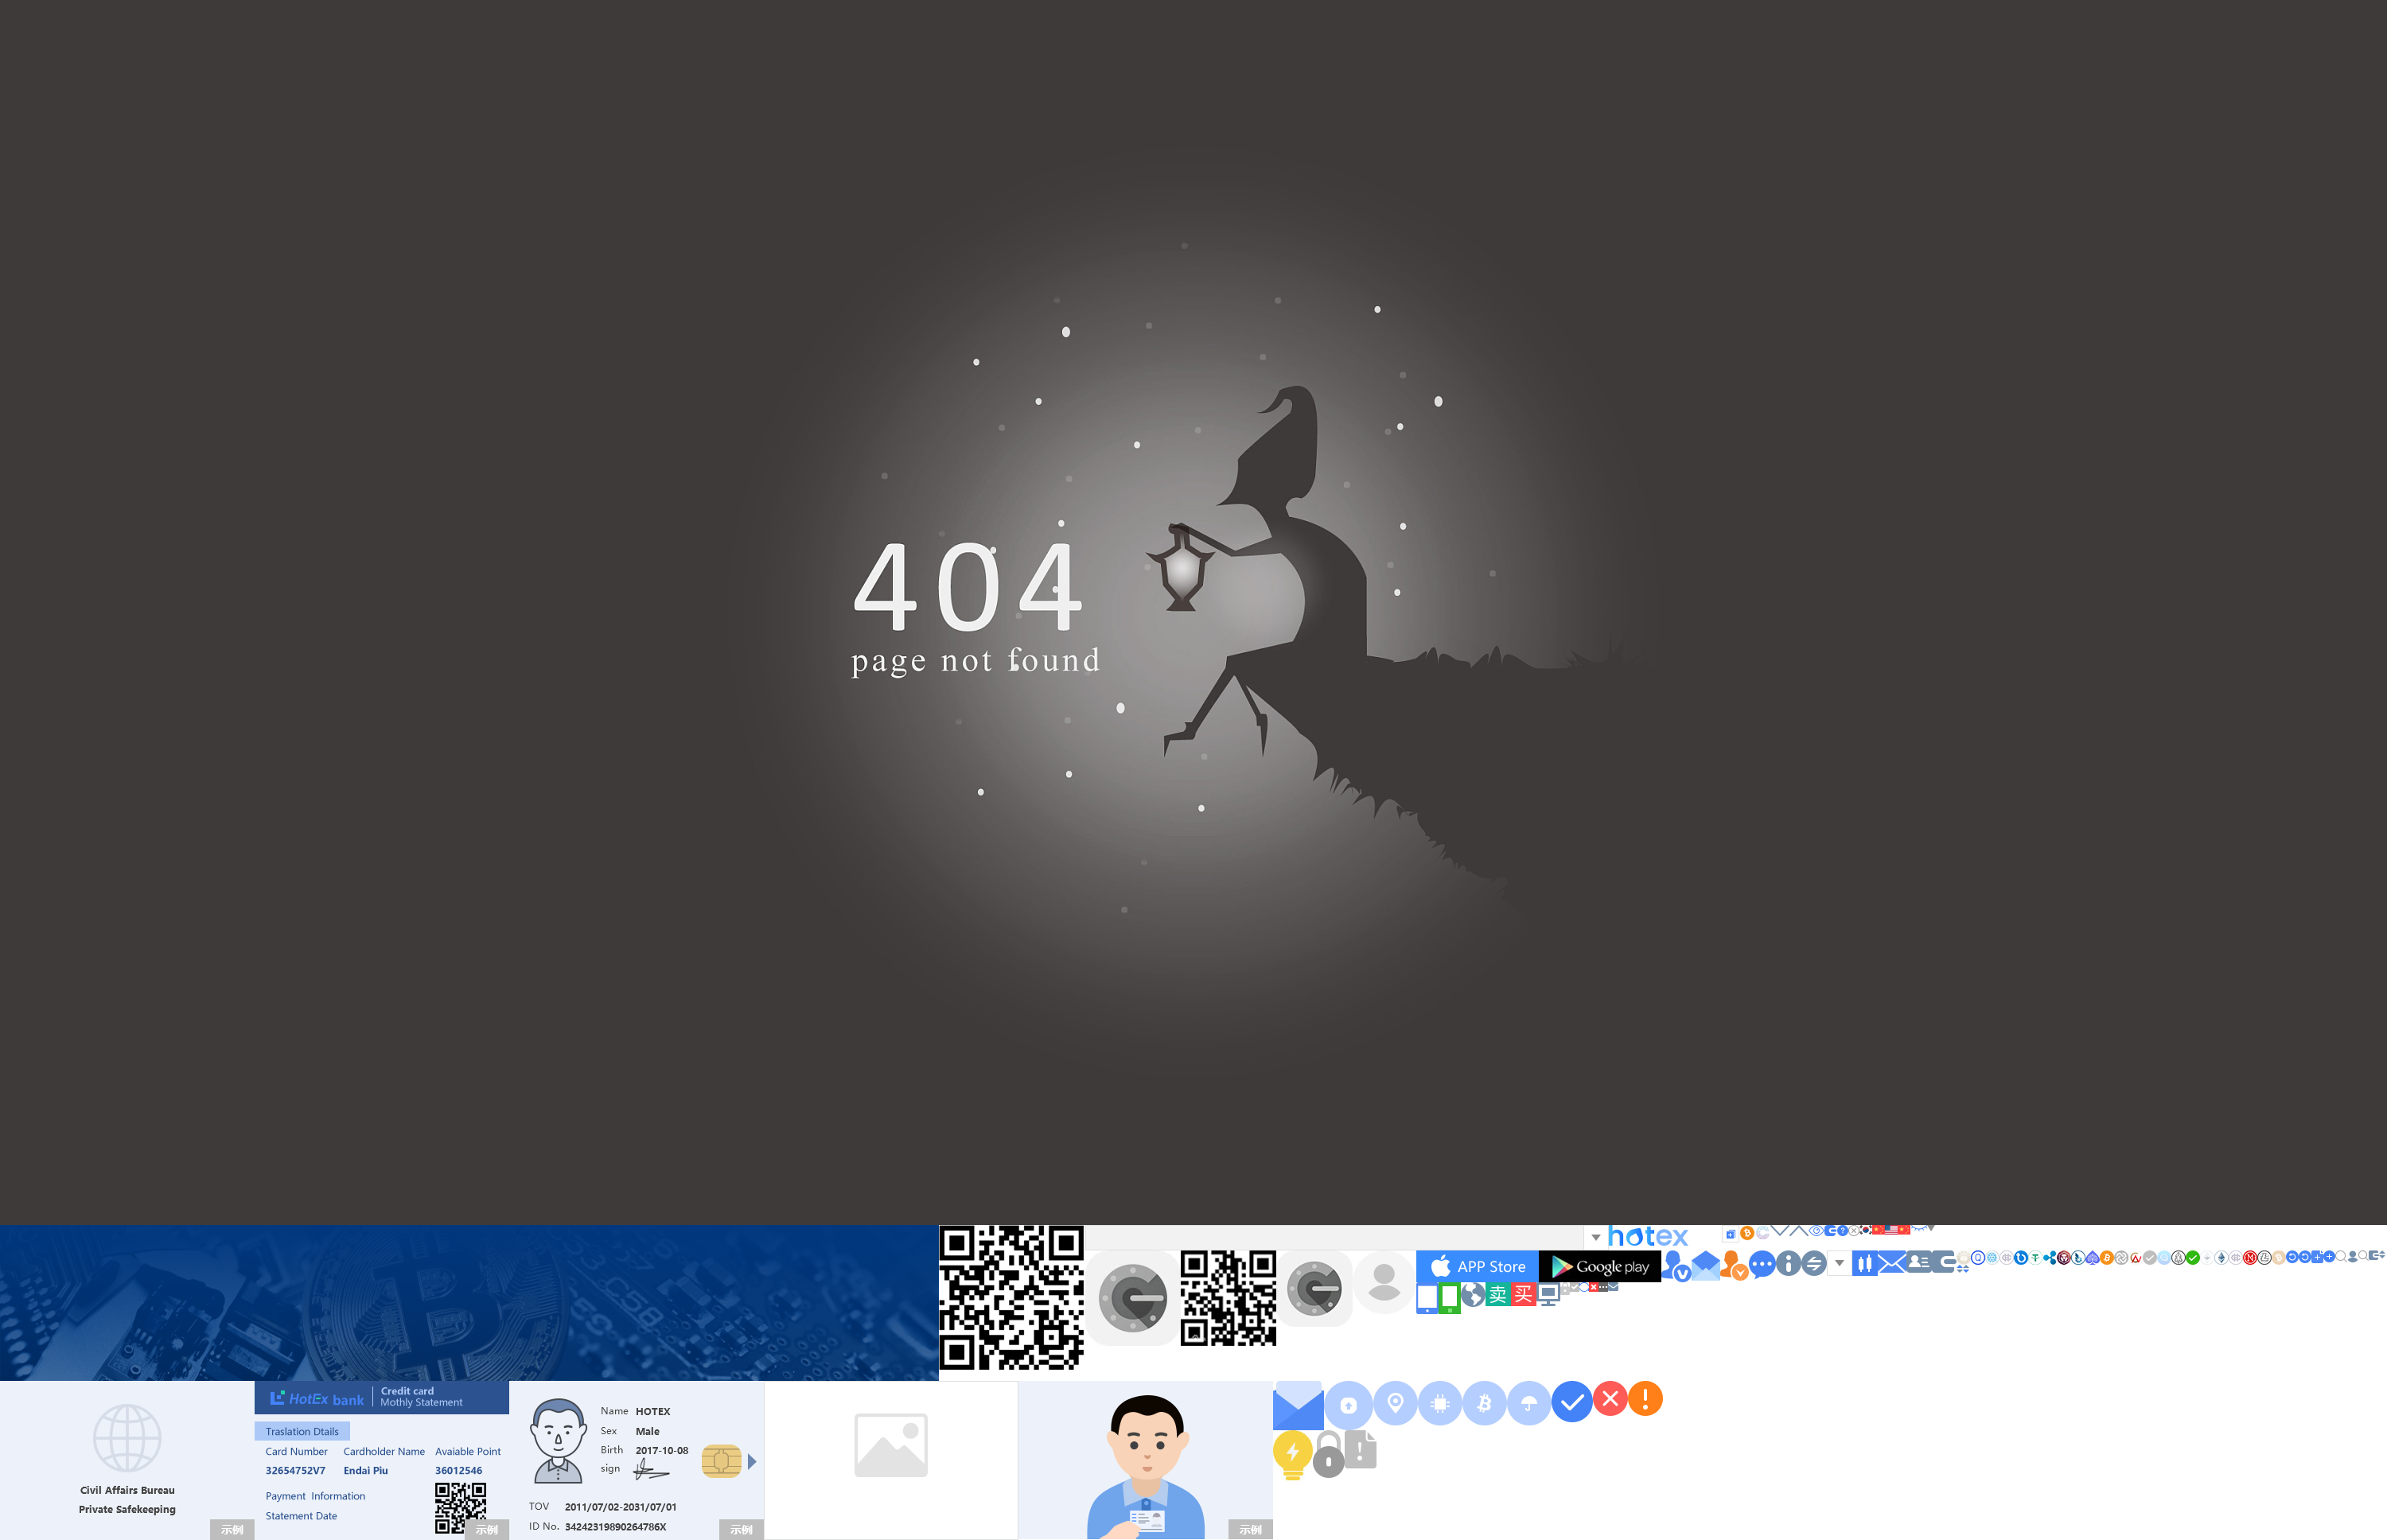 404
page not found
hotex
APP Store
Google play
卖 买
HotEx bank
Credit card
Mothly Statement
Traslation Dtails
Card Number Cardholder Name Avaiable Point
32654752V7 Endai Piu 36012546
Payment Information
Statement Date
示例
Civil Affairs Bureau
Private Safekeeping
示例
Name HOTEX
Sex Male
Birth 2017-10-08
sign
TOV 2011/07/02-2031/07/01
ID No. 34242319890264786X
示例
示例